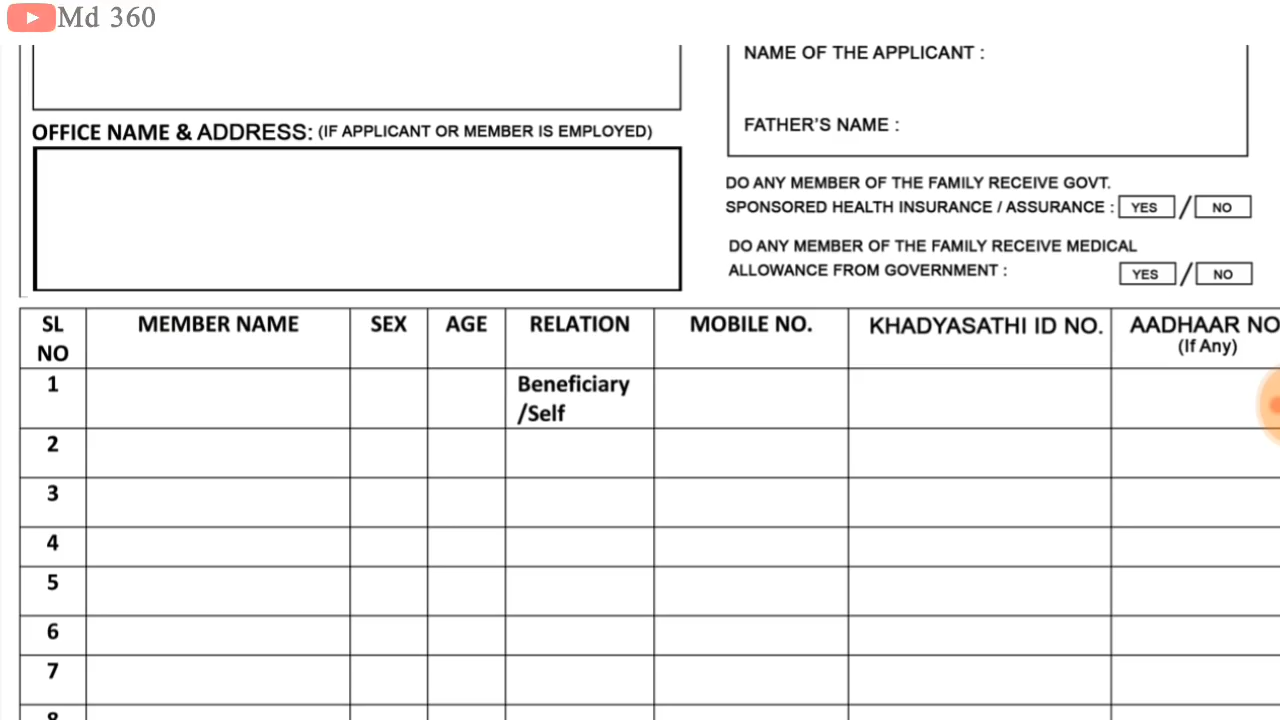 Md 360
NAME OF THE APPLICANT :
FATHER'S NAME :
OFFICE NAME & ADDRESS: (IF APPLICANT OR MEMBER IS EMPLOYED)
DO ANY MEMBER OF THE FAMILY RECEIVE GOVT.
SPONSORED HEALTH INSURANCE / ASSURANCE : YES / NO
DO ANY MEMBER OF THE FAMILY RECEIVE MEDICAL
ALLOWANCE FROM GOVERNMENT : YES / NO
SL NO MEMBER NAME SEX AGE RELATION MOBILE NO. KHADYASATHI ID NO. AADHAAR NO (If Any)
1 Beneficiary /Self
2
3
4
5
6
7
8